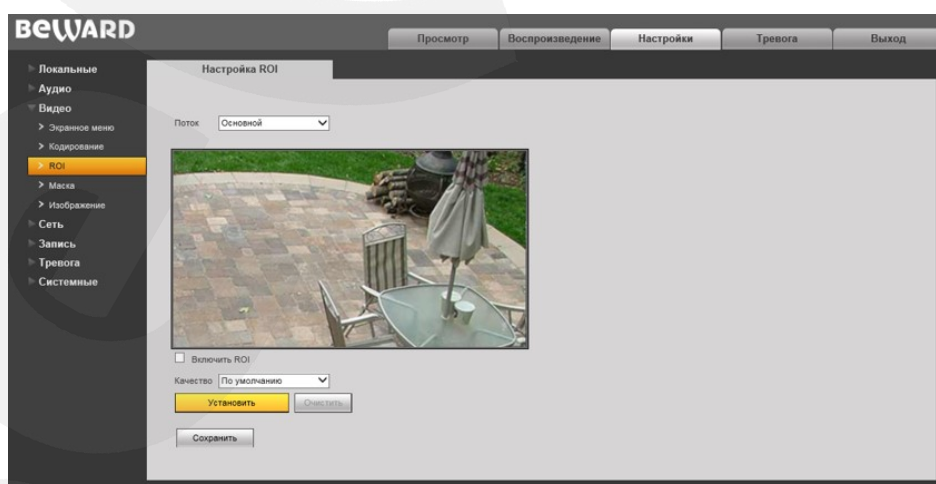 BEWARD
Просмотр Воспроизведение Настройки Тревога Выход
Локальные
Аудио
Видео
Экранное меню
Кодирование
ROI
Маска
Изображение
Сеть
Запись
Тревога
Системные
Настройка ROI
Поток Основной
Включить ROI
Качество По умолчанию
Установить Очистить
Сохранить